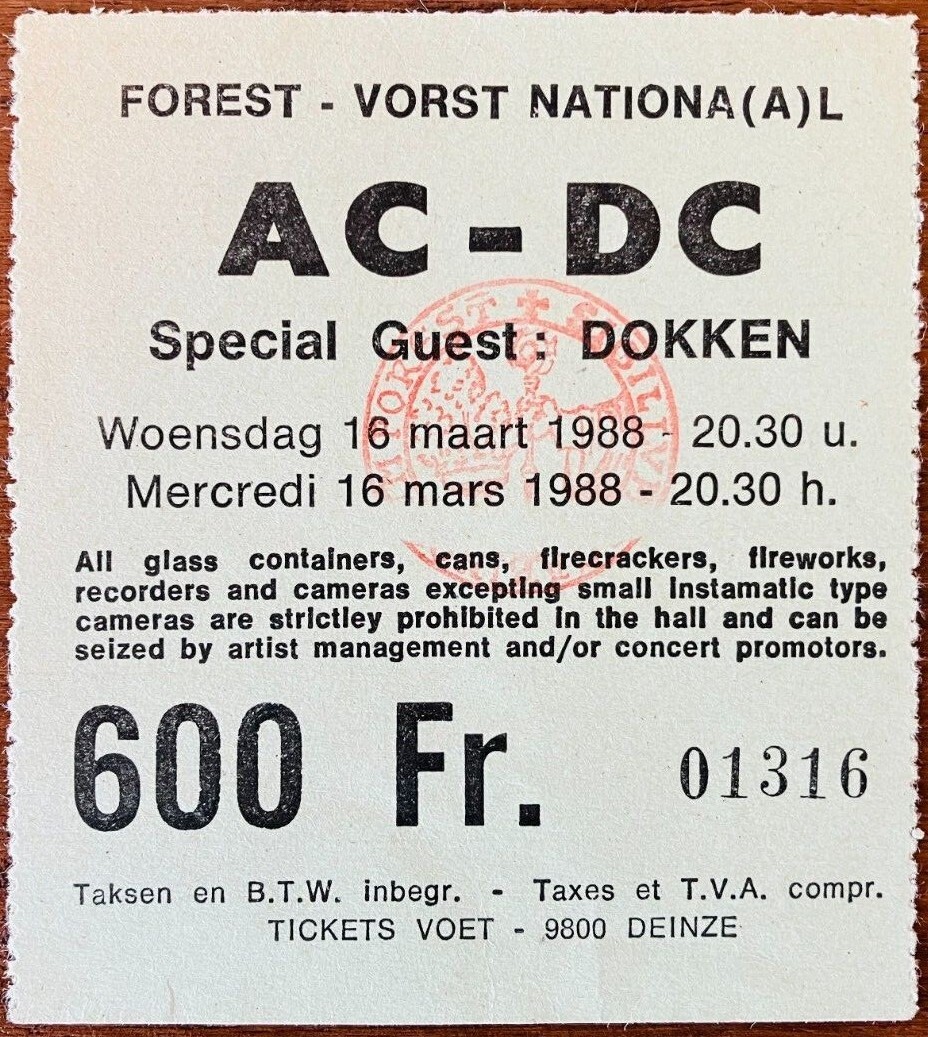 FOREST - VORST NATIONA(A)L
AC-DC
Special Guest: DOKKEN
Woensdag 16 maart 1988 - 20.30 u.
Mercredi 16 mars 1988 - 20.30 h.
All glass containers, cans, firecrackers, fireworks,
recorders and cameras excepting small Instamatic type
cameras are strictley prohibited in the hall and can be
seized by artist management and/or concert promotors.
600 Fr.
01316
Taksen en B.T.W. inbegr. - Taxes et T.V.A. compr.
TICKETS VOET - 9800 DEINZE